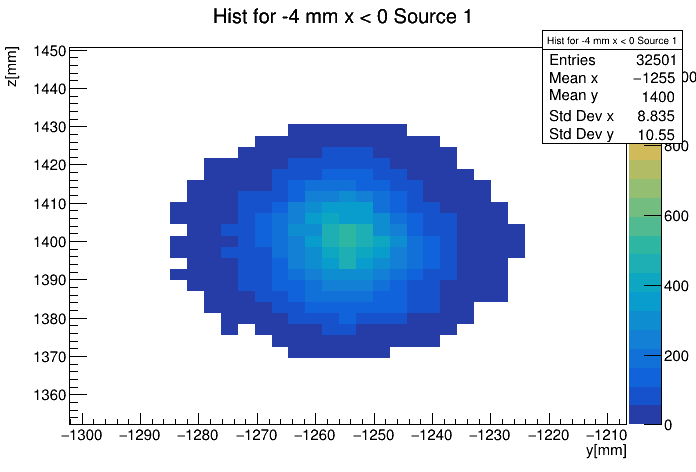 Hist for -4 mm x < 0 Source 1
z[mm]
1450
1440
1430
1420
1410
1400
1390
1380
1370
1360
Hist for -4 mm x < 0 Source 1
Entries 32501
Mean x −1255
Mean y 1400
Std Dev x 8.835
Std Dev y 10.55
800
600
400
200
0
−1300 −1290 −1280 −1270 −1260 −1250 −1240 −1230 −1220 −1210
y[mm]